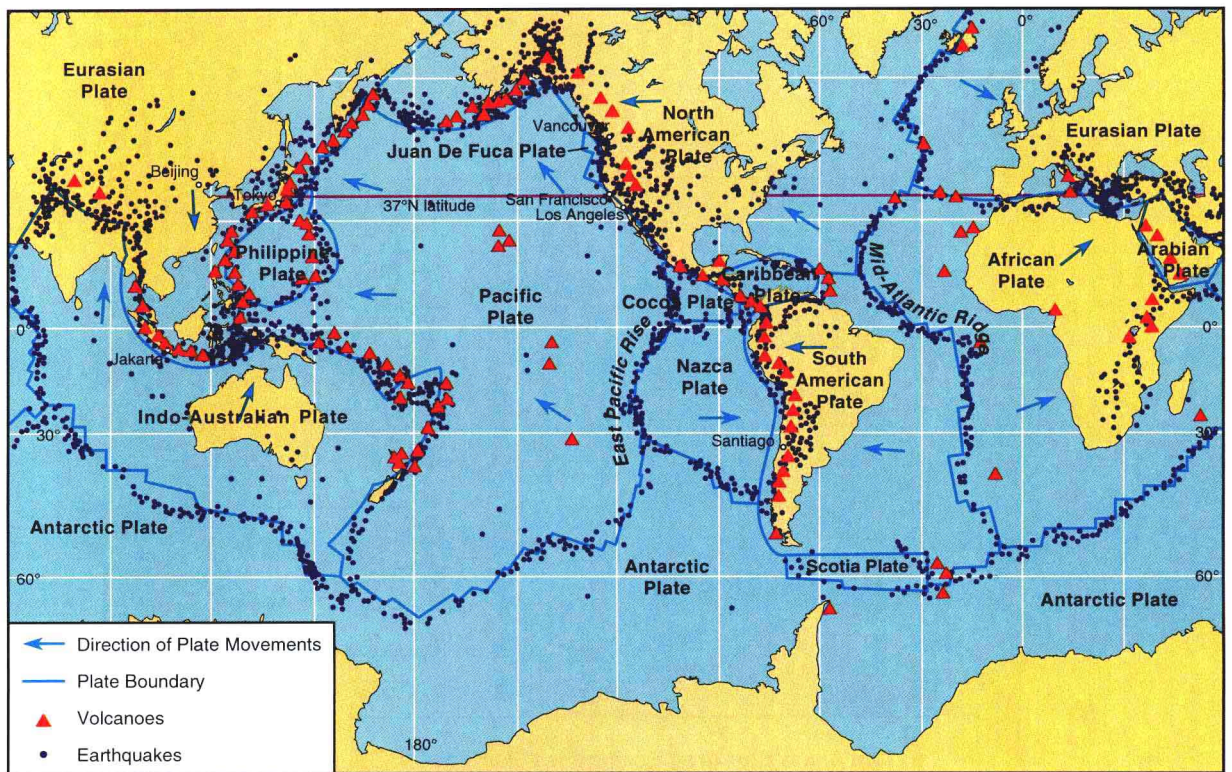 60°
30°
0°
Eurasian
Plate
Beijing
Tokyo
Philippine
Plate
Jakarta
Indo-Australian Plate
Antarctic Plate
Juan De Fuca Plate
Vancouver
North
American
Plate
37°N latitude
San Francisco
Los Angeles
Pacific
Plate
Cocos Plate
Caribbean
Plate
East Pacific Rise
Nazca
Plate
South
American
Plate
Santiago
Mid-Atlantic Ridge
Eurasian Plate
African
Plate
Arabian
Plate
0°
0°
30°
30°
60°
60°
Antarctic
Plate
Scotia Plate
Antarctic Plate
180°
Direction of Plate Movements
Plate Boundary
Volcanoes
Earthquakes